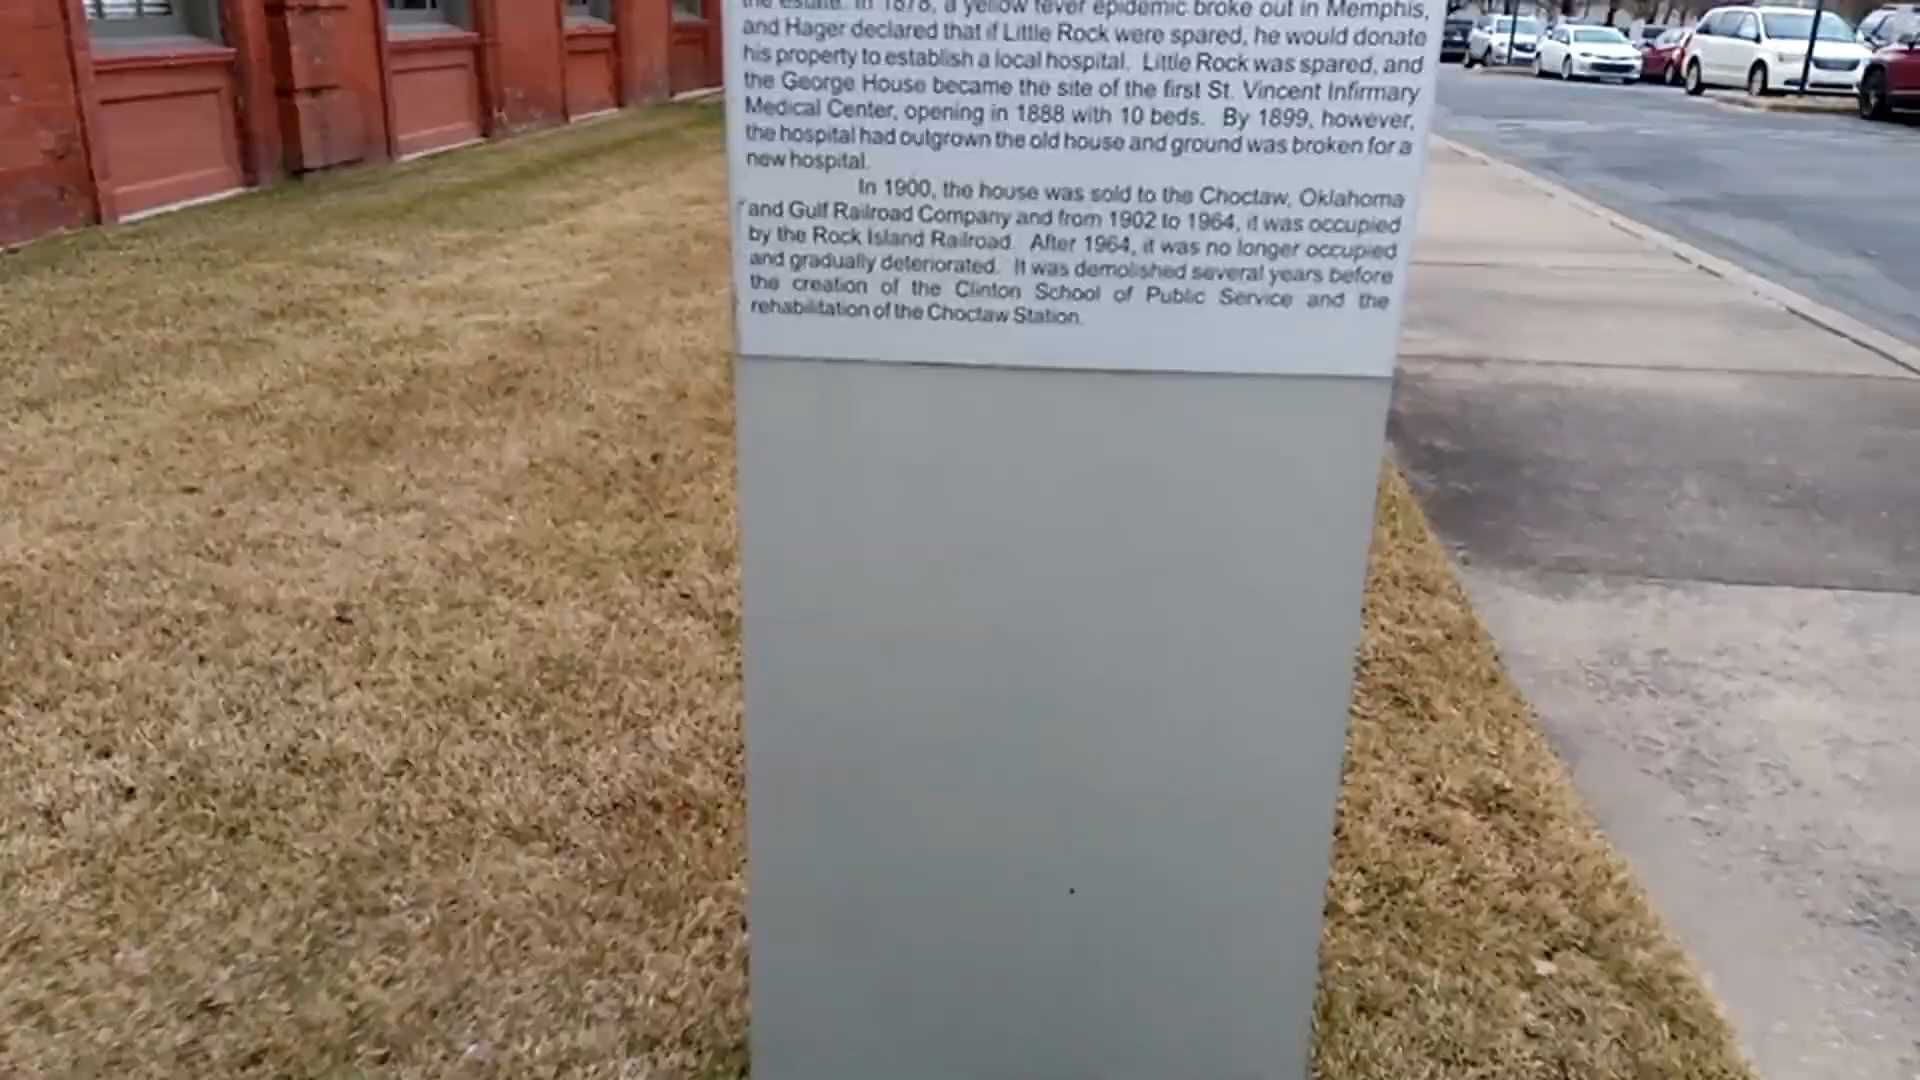 the estate. In 1878, a yellow fever epidemic broke out in Memphis,
and Hager declared that if Little Rock were spared, he would donate
his property to establish a local hospital. Little Rock was spared, and
the George House became the site of the first St. Vincent Infirmary
Medical Center, opening in 1888 with 10 beds. By 1899, however,
the hospital had outgrown the old house and ground was broken for a
new hospital.
In 1900, the house was sold to the Choctaw, Oklahoma
and Gulf Railroad Company and from 1902 to 1964, it was occupied
by the Rock Island Railroad. After 1964, it was no longer occupied
and gradually deteriorated. It was demolished several years before
the creation of the Clinton School of Public Service and the
rehabilitation of the Choctaw Station.